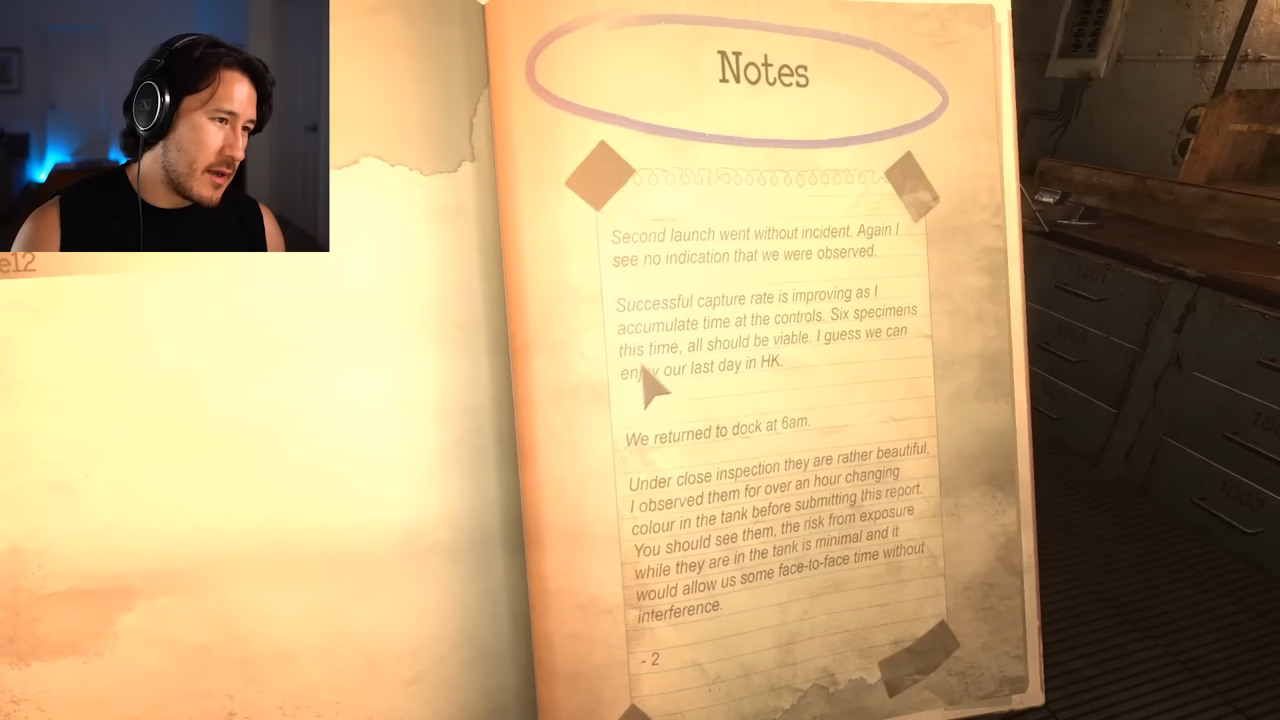 Notes
Second launch went without incident. Again I
see no indication that we were observed.
Successful capture rate is improving as I
accumulate time at the controls. Six specimens
this time, all should be viable. I guess we can
enjoy our last day in HK.
We returned to dock at 6am.
Under close inspection they are rather beautiful,
I observed them for over an hour changing
colour in the tank before submitting this report.
You should see them, the risk from exposure
while they are in the tank is minimal and it
would allow us some face-to-face time without
interference.
- 2
e12